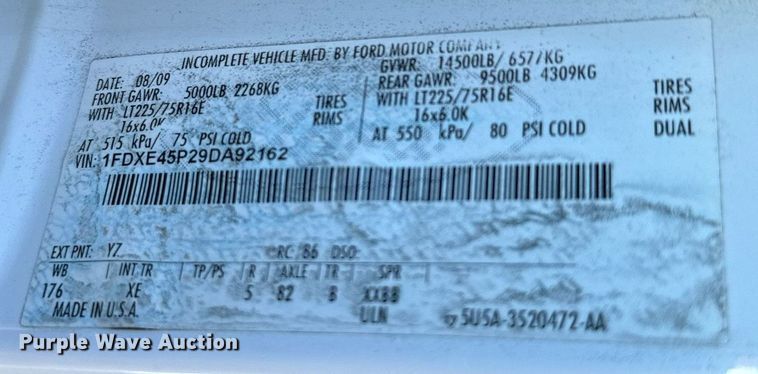 INCOMPLETE VEHICLE MFD. BY FORD MOTOR COMPANY
DATE: 08/09 GVWR: 14500LB/ 6577KG
FRONT GAWR: 5000LB 2268KG REAR GAWR: 9500LB 4309KG
WITH LT225/75R16E TIRES WITH LT225/75R16E TIRES
16x6.0K RIMS 16x6.0K RIMS
AT 515 kPa/ 75 PSI COLD AT 550 kPa/ 80 PSI COLD DUAL
VIN: 1FDXE45P29DA92162
EXT PNT: YZ RC: 86 DSO:
WB INT TR TP/PS R AXLE TR SPR
176 XE 5 82 B XXBB
MADE IN U.S.A. ULN 5U5A-3520472-AA
Purple Wave Auction